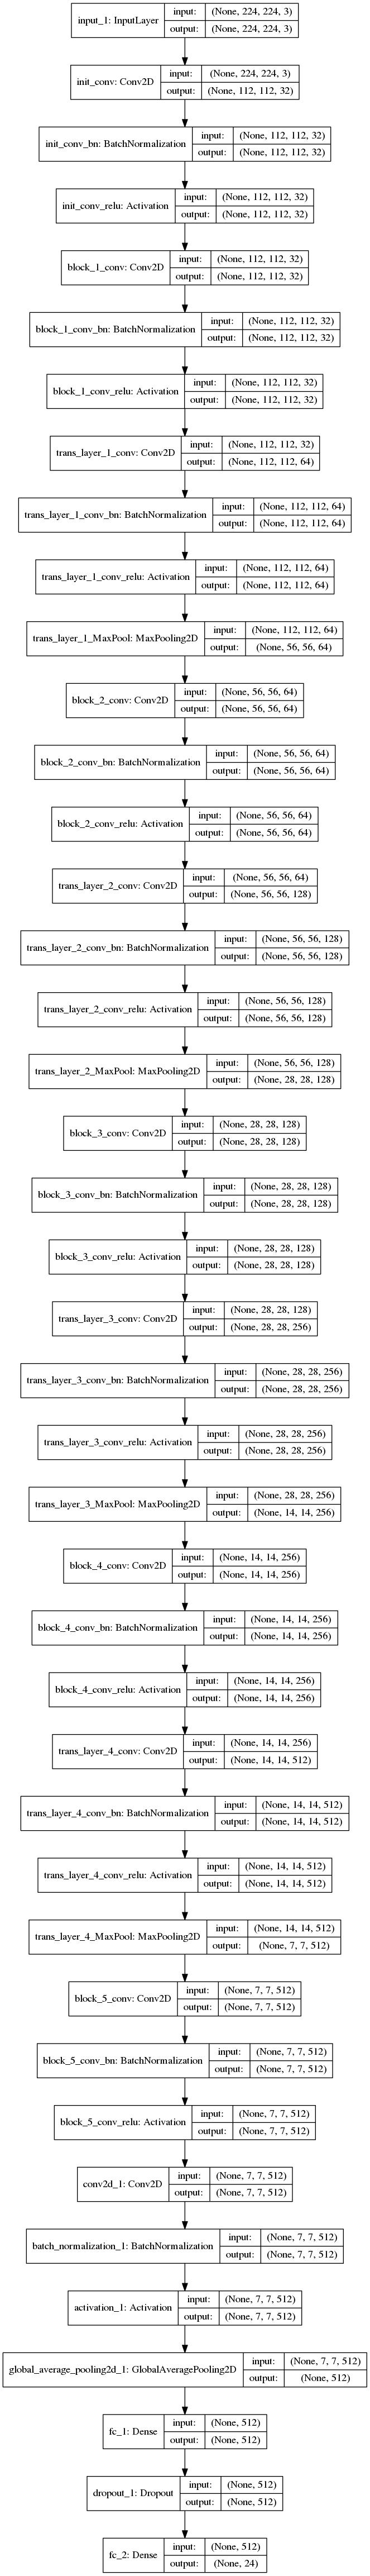 input_1: InputLayer input: (None, 224, 224, 3)
output: (None, 224, 224, 3)
init_conv: Conv2D input: (None, 224, 224, 3)
output: (None, 112, 112, 32)
init_conv_bn: BatchNormalization input: (None, 112, 112, 32)
output: (None, 112, 112, 32)
init_conv_relu: Activation input: (None, 112, 112, 32)
output: (None, 112, 112, 32)
block_1_conv: Conv2D input: (None, 112, 112, 32)
output: (None, 112, 112, 32)
block_1_conv_bn: BatchNormalization input: (None, 112, 112, 32)
output: (None, 112, 112, 32)
block_1_conv_relu: Activation input: (None, 112, 112, 32)
output: (None, 112, 112, 32)
trans_layer_1_conv: Conv2D input: (None, 112, 112, 32)
output: (None, 112, 112, 64)
trans_layer_1_conv_bn: BatchNormalization input: (None, 112, 112, 64)
output: (None, 112, 112, 64)
trans_layer_1_conv_relu: Activation input: (None, 112, 112, 64)
output: (None, 112, 112, 64)
trans_layer_1_MaxPool: MaxPooling2D input: (None, 112, 112, 64)
output: (None, 56, 56, 64)
block_2_conv: Conv2D input: (None, 56, 56, 64)
output: (None, 56, 56, 64)
block_2_conv_bn: BatchNormalization input: (None, 56, 56, 64)
output: (None, 56, 56, 64)
block_2_conv_relu: Activation input: (None, 56, 56, 64)
output: (None, 56, 56, 64)
trans_layer_2_conv: Conv2D input: (None, 56, 56, 64)
output: (None, 56, 56, 128)
trans_layer_2_conv_bn: BatchNormalization input: (None, 56, 56, 128)
output: (None, 56, 56, 128)
trans_layer_2_conv_relu: Activation input: (None, 56, 56, 128)
output: (None, 56, 56, 128)
trans_layer_2_MaxPool: MaxPooling2D input: (None, 56, 56, 128)
output: (None, 28, 28, 128)
block_3_conv: Conv2D input: (None, 28, 28, 128)
output: (None, 28, 28, 128)
block_3_conv_bn: BatchNormalization input: (None, 28, 28, 128)
output: (None, 28, 28, 128)
block_3_conv_relu: Activation input: (None, 28, 28, 128)
output: (None, 28, 28, 128)
trans_layer_3_conv: Conv2D input: (None, 28, 28, 128)
output: (None, 28, 28, 256)
trans_layer_3_conv_bn: BatchNormalization input: (None, 28, 28, 256)
output: (None, 28, 28, 256)
trans_layer_3_conv_relu: Activation input: (None, 28, 28, 256)
output: (None, 28, 28, 256)
trans_layer_3_MaxPool: MaxPooling2D input: (None, 28, 28, 256)
output: (None, 14, 14, 256)
block_4_conv: Conv2D input: (None, 14, 14, 256)
output: (None, 14, 14, 256)
block_4_conv_bn: BatchNormalization input: (None, 14, 14, 256)
output: (None, 14, 14, 256)
block_4_conv_relu: Activation input: (None, 14, 14, 256)
output: (None, 14, 14, 256)
trans_layer_4_conv: Conv2D input: (None, 14, 14, 256)
output: (None, 14, 14, 512)
trans_layer_4_conv_bn: BatchNormalization input: (None, 14, 14, 512)
output: (None, 14, 14, 512)
trans_layer_4_conv_relu: Activation input: (None, 14, 14, 512)
output: (None, 14, 14, 512)
trans_layer_4_MaxPool: MaxPooling2D input: (None, 14, 14, 512)
output: (None, 7, 7, 512)
block_5_conv: Conv2D input: (None, 7, 7, 512)
output: (None, 7, 7, 512)
block_5_conv_bn: BatchNormalization input: (None, 7, 7, 512)
output: (None, 7, 7, 512)
block_5_conv_relu: Activation input: (None, 7, 7, 512)
output: (None, 7, 7, 512)
conv2d_1: Conv2D input: (None, 7, 7, 512)
output: (None, 7, 7, 512)
batch_normalization_1: BatchNormalization input: (None, 7, 7, 512)
output: (None, 7, 7, 512)
activation_1: Activation input: (None, 7, 7, 512)
output: (None, 7, 7, 512)
global_average_pooling2d_1: GlobalAveragePooling2D input: (None, 7, 7, 512)
output: (None, 512)
fc_1: Dense input: (None, 512)
output: (None, 512)
dropout_1: Dropout input: (None, 512)
output: (None, 512)
fc_2: Dense input: (None, 512)
output: (None, 24)